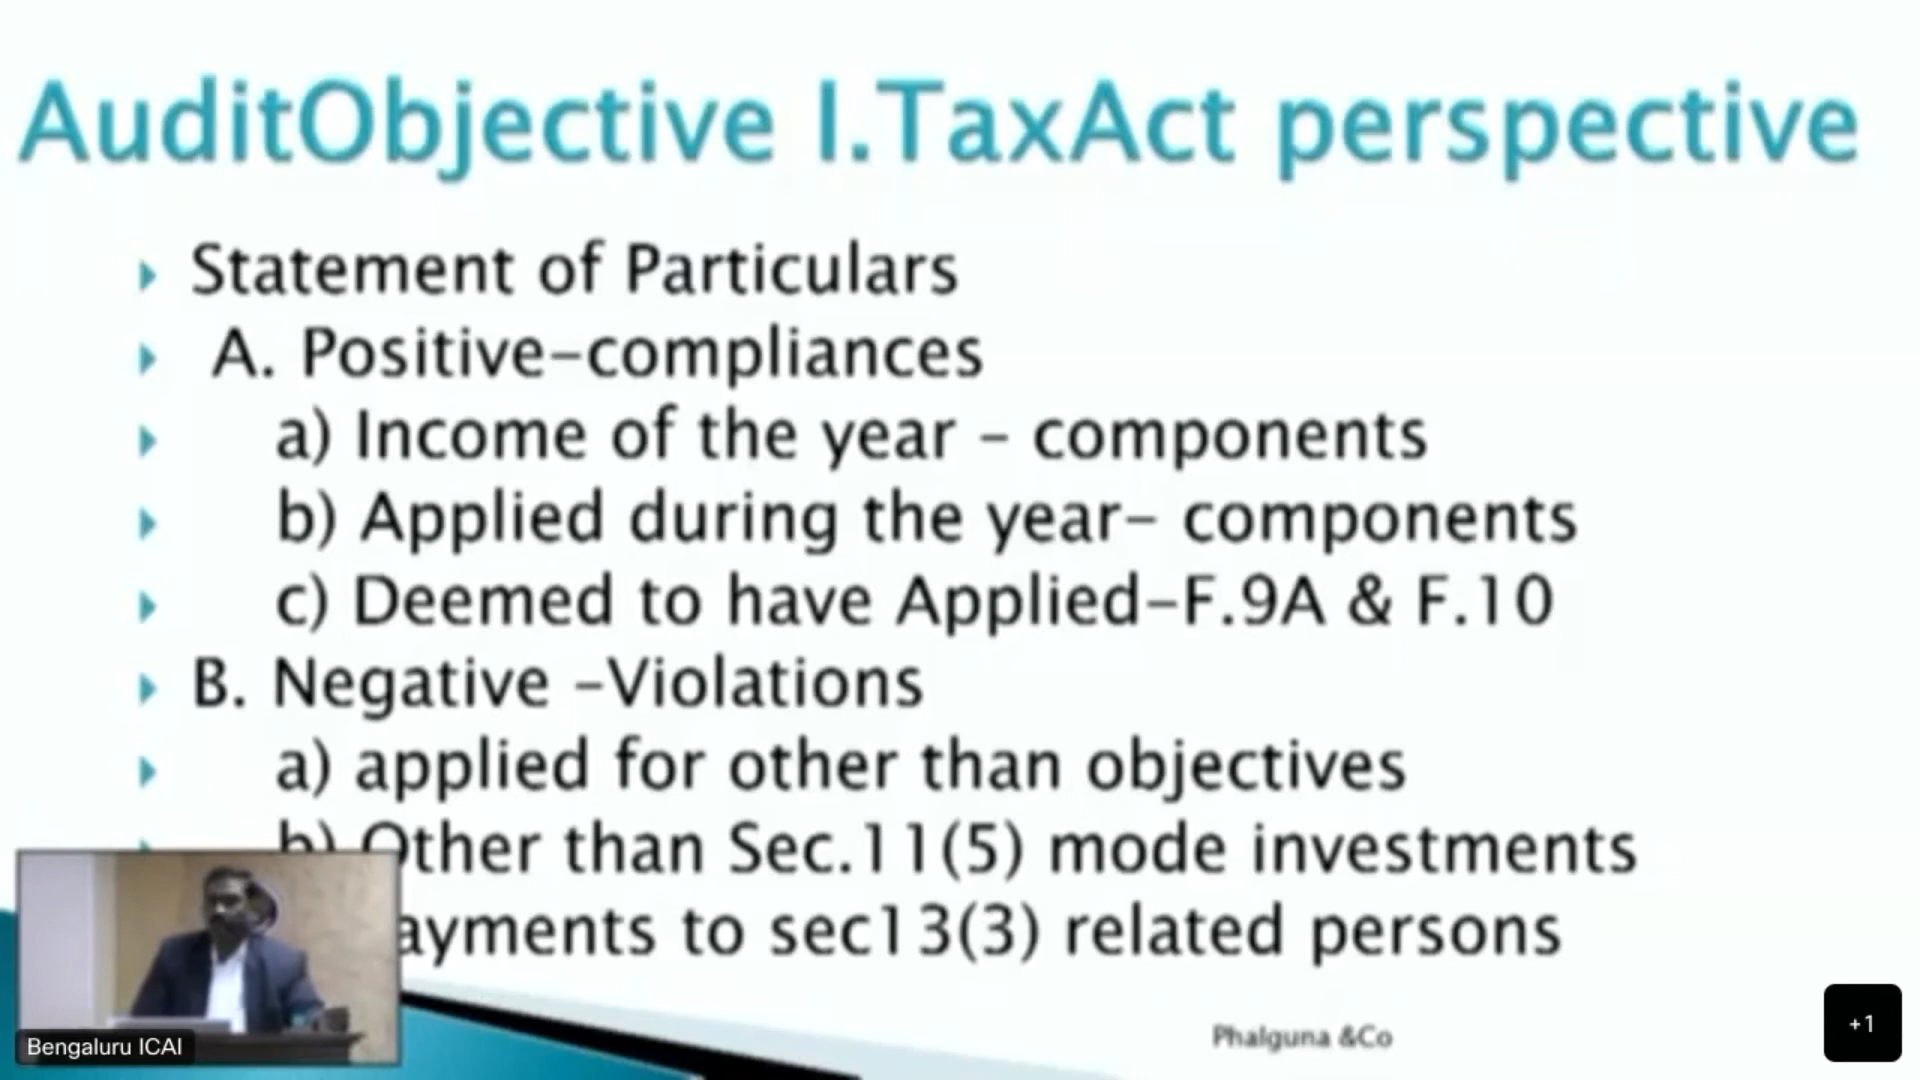 AuditObjective I.TaxAct perspective
Statement of Particulars
A. Positive-compliances
a) Income of the year - components
b) Applied during the year- components
c) Deemed to have Applied-F.9A & F.10
B. Negative -Violations
a) applied for other than objectives
b) Other than Sec.11(5) mode investments
ayments to sec13(3) related persons
Bengaluru ICAI
Phalguna &Co
+1